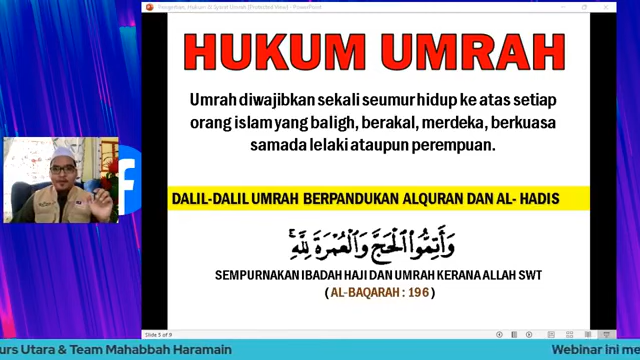 Pengertian, Hukum & Syarat Umrah [Protected View] - PowerPoint
HUKUM UMRAH
Umrah diwajibkan sekali seumur hidup ke atas setiap
orang islam yang baligh, berakal, merdeka, berkuasa
samada lelaki ataupun perempuan.
DALIL-DALIL UMRAH BERPANDUKAN ALQURAN DAN AL- HADIS
وَأَتِمُّوا۟ ٱلْحَجَّ وَٱلْعُمْرَةَ لِلَّهِ ۚ
SEMPURNAKAN IBADAH HAJI DAN UMRAH KERANA ALLAH SWT
( AL-BAQARAH : 196 )
Slide 5 of 9
urs Utara & Team Mahabbah Haramain
Webinar ini me